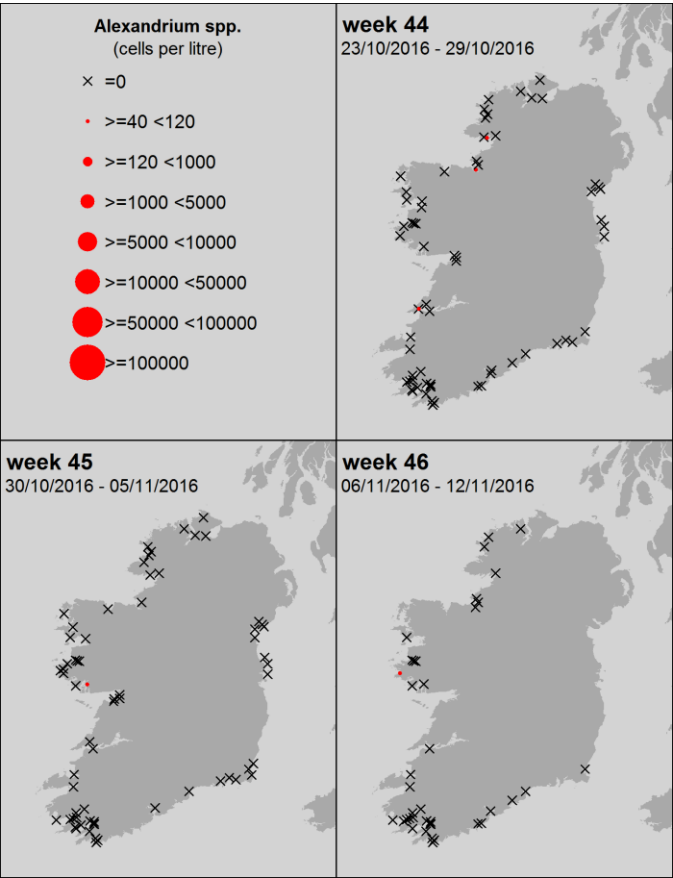 Alexandrium spp.
(cells per litre)
=0
>=40 <120
>=120 <1000
>=1000 <5000
>=5000 <10000
>=10000 <50000
>=50000 <100000
>=100000
week 44
23/10/2016 - 29/10/2016
week 45
30/10/2016 - 05/11/2016
week 46
06/11/2016 - 12/11/2016